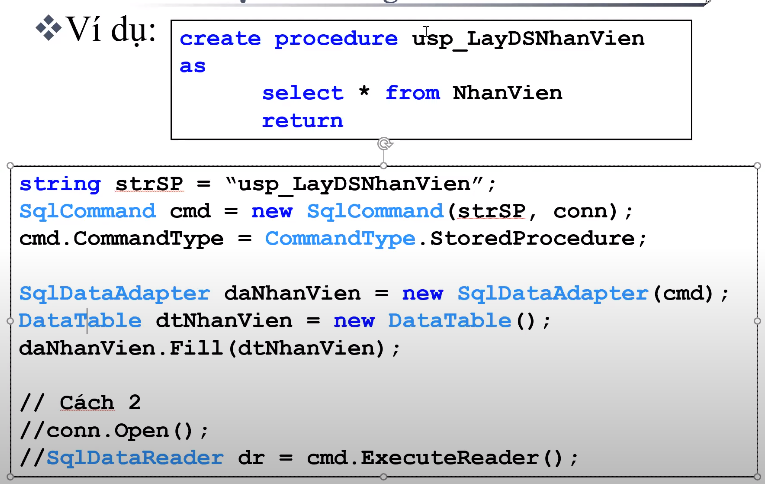 ❖Ví dụ:
create procedure usp_LayDSNhanVien
as
select * from NhanVien
return
string strSP = “usp_LayDSNhanVien”;
SqlCommand cmd = new SqlCommand(strSP, conn);
cmd.CommandType = CommandType.StoredProcedure;
SqlDataAdapter daNhanVien = new SqlDataAdapter(cmd);
DataTable dtNhanVien = new DataTable();
daNhanVien.Fill(dtNhanVien);
// Cách 2
//conn.Open();
//SqlDataReader dr = cmd.ExecuteReader();